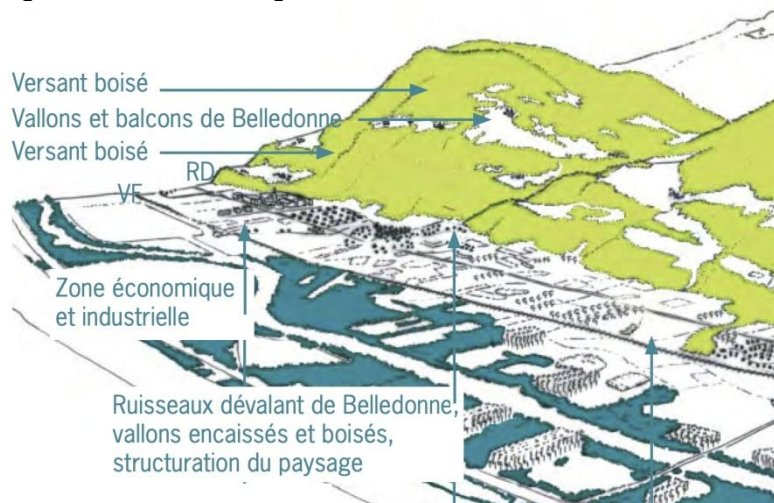 Versant boisé
Vallons et balcons de Belledonne
Versant boisé
RD
VF
Zone économique
et industrielle
Ruisseaux dévalant de Belledonne,
vallons encaissés et boisés,
structuration du paysage